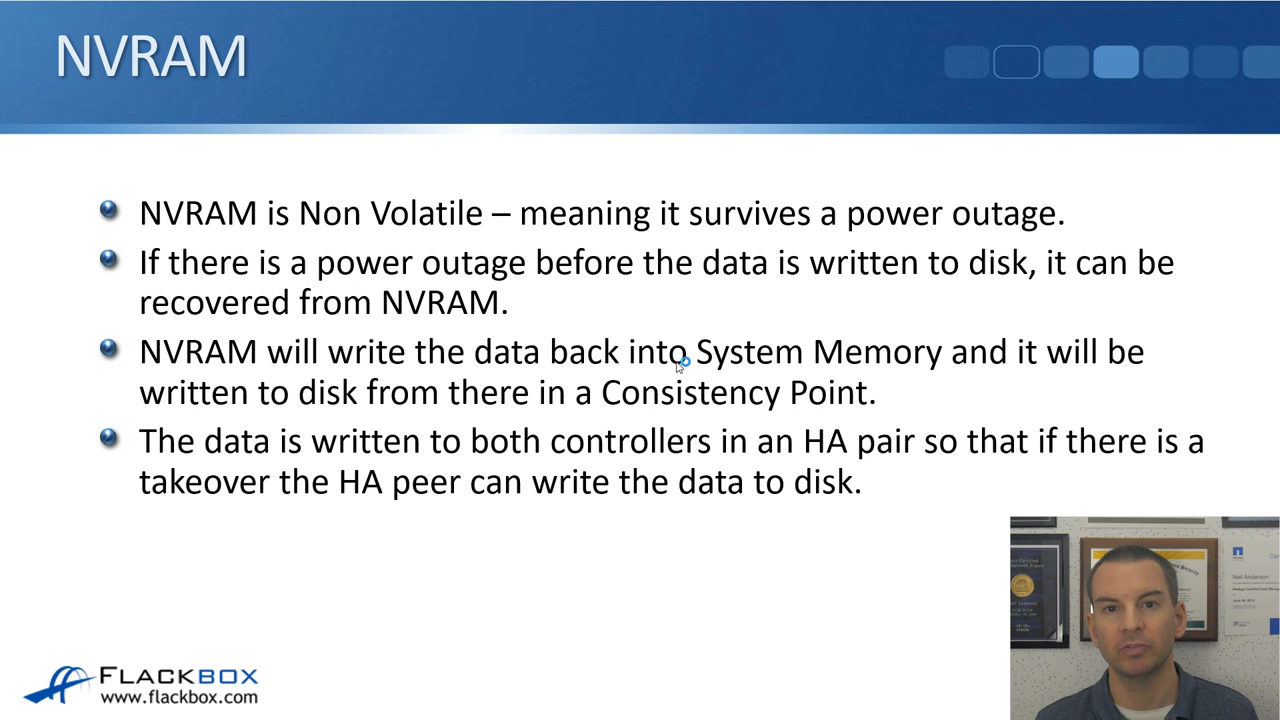 NVRAM
NVRAM is Non Volatile – meaning it survives a power outage.
If there is a power outage before the data is written to disk, it can be
recovered from NVRAM.
NVRAM will write the data back into System Memory and it will be
written to disk from there in a Consistency Point.
The data is written to both controllers in an HA pair so that if there is a
takeover the HA peer can write the data to disk.
Neil Anderson
FLACKBOX
www.flackbox.com